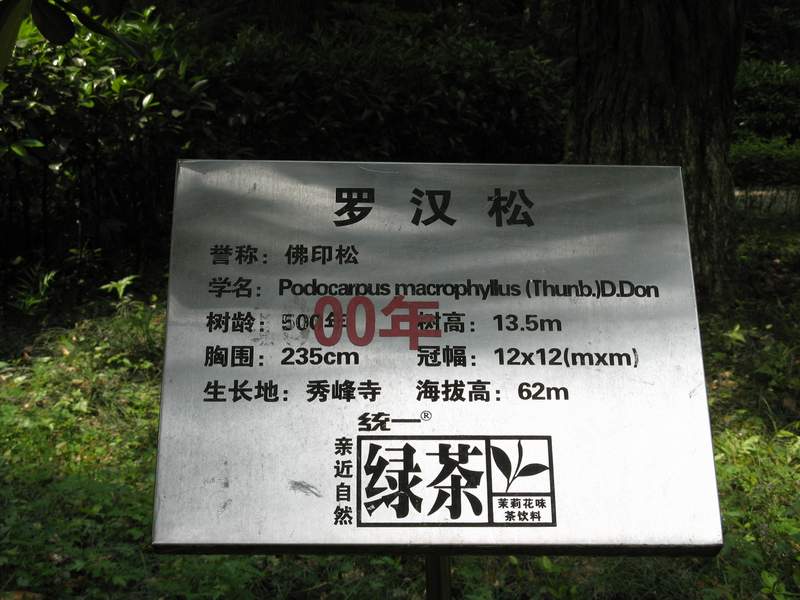 罗汉松
誉称：佛印松
学名：Podocarpus macrophyllus (Thunb.)D.Don
树龄：500年 树高：13.5m
00年
胸围：235cm 冠幅：12x12(mxm)
生长地：秀峰寺 海拔高：62m
统一®
亲近自然
绿茶
茉莉花味
茶饮料